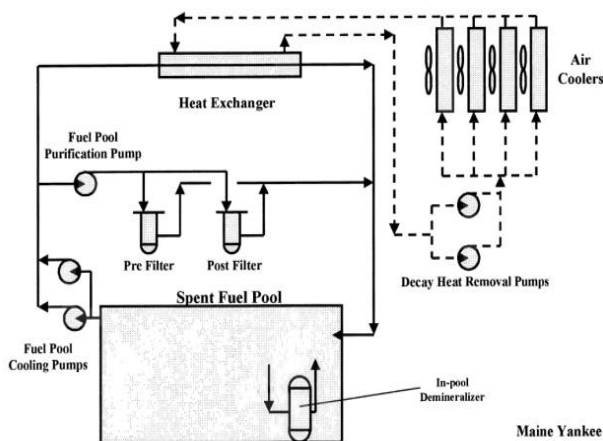 Air
Coolers
Heat Exchanger
Fuel Pool
Purification Pump
Pre Filter
Post Filter
Decay Heat Removal Pumps
Spent Fuel Pool
Fuel Pool
Cooling Pumps
In-pool
Demineralizer
Maine Yankee